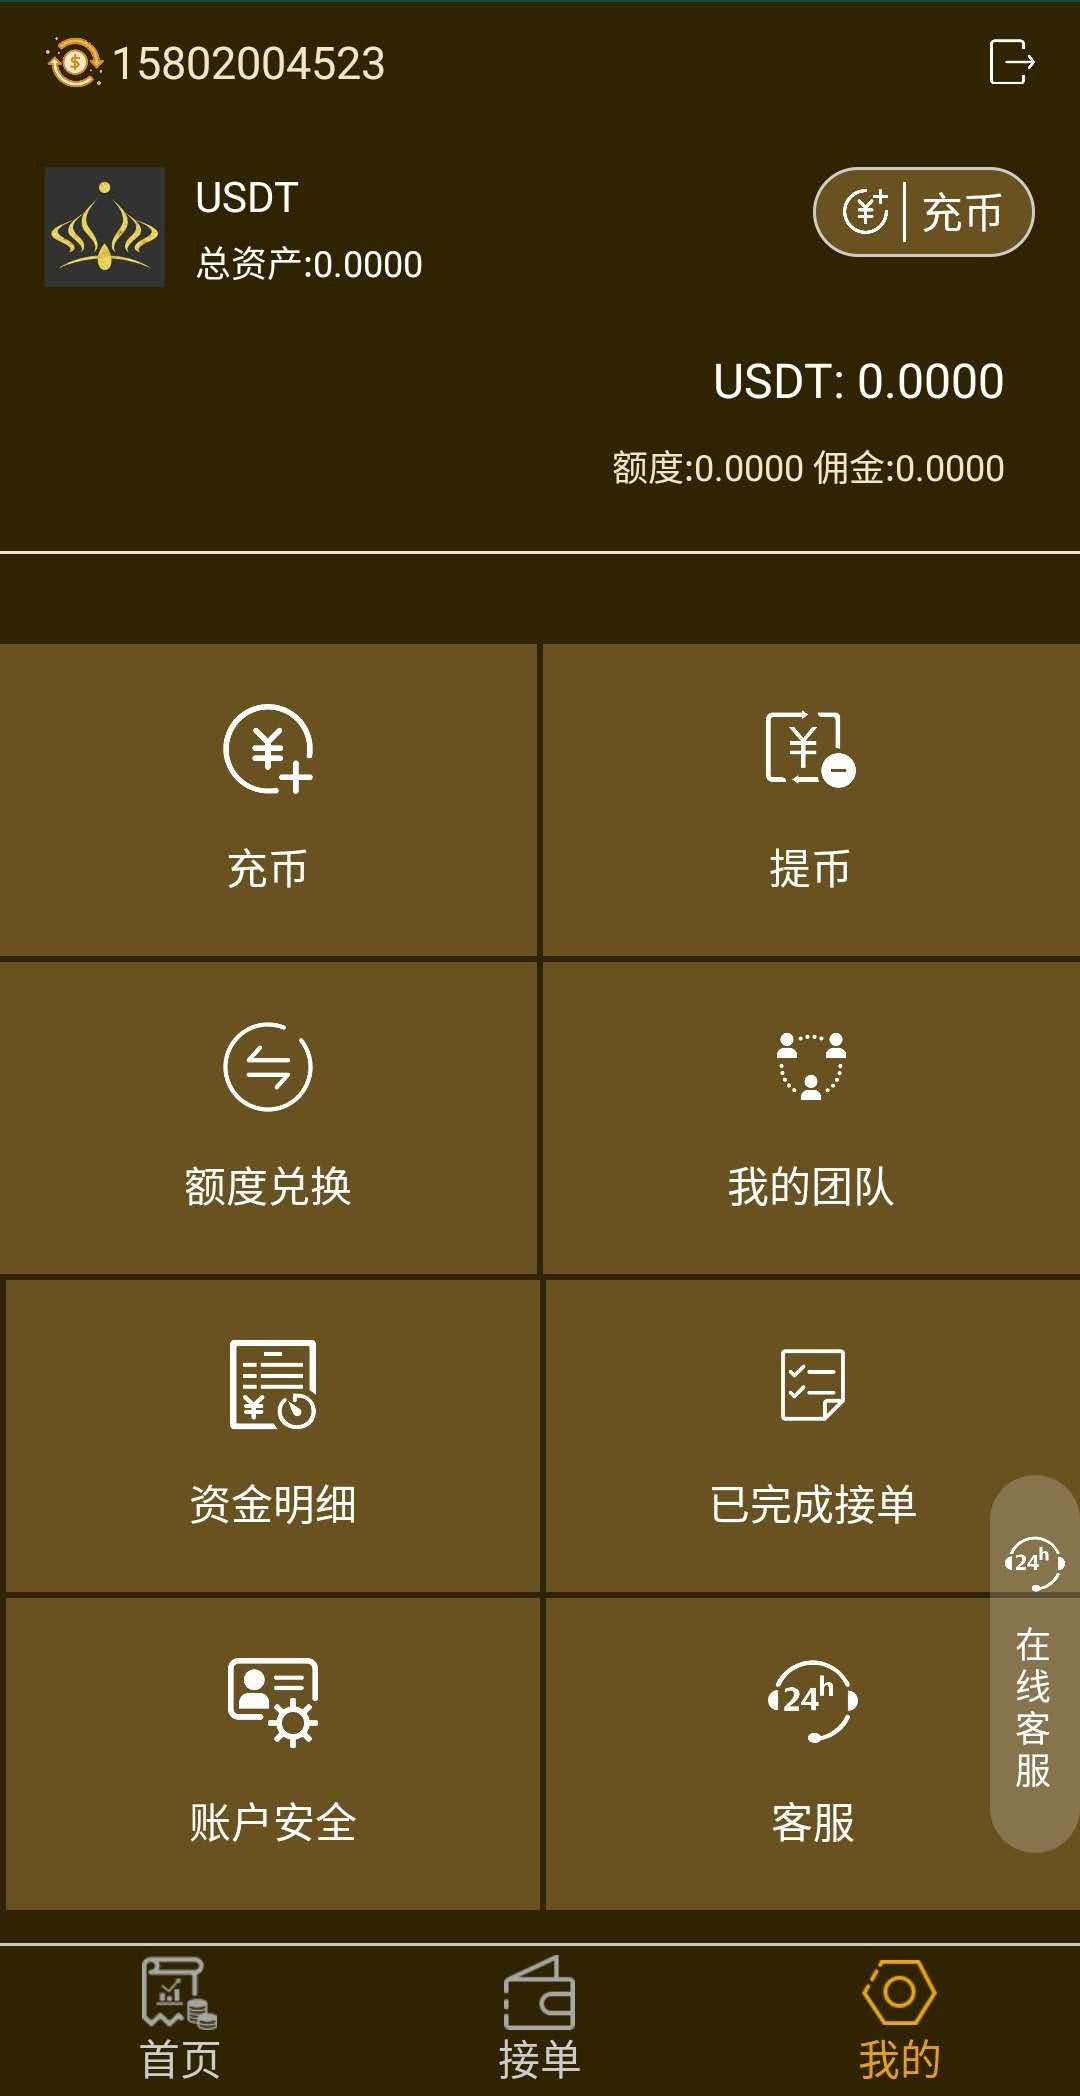 15802004523
USDT
充币
总资产:0.0000
USDT: 0.0000
额度:0.0000 佣金:0.0000
充币
提币
额度兑换
我的团队
资金明细
已完成接单
24h
在线客服
24h
账户安全
客服
首页
接单
我的